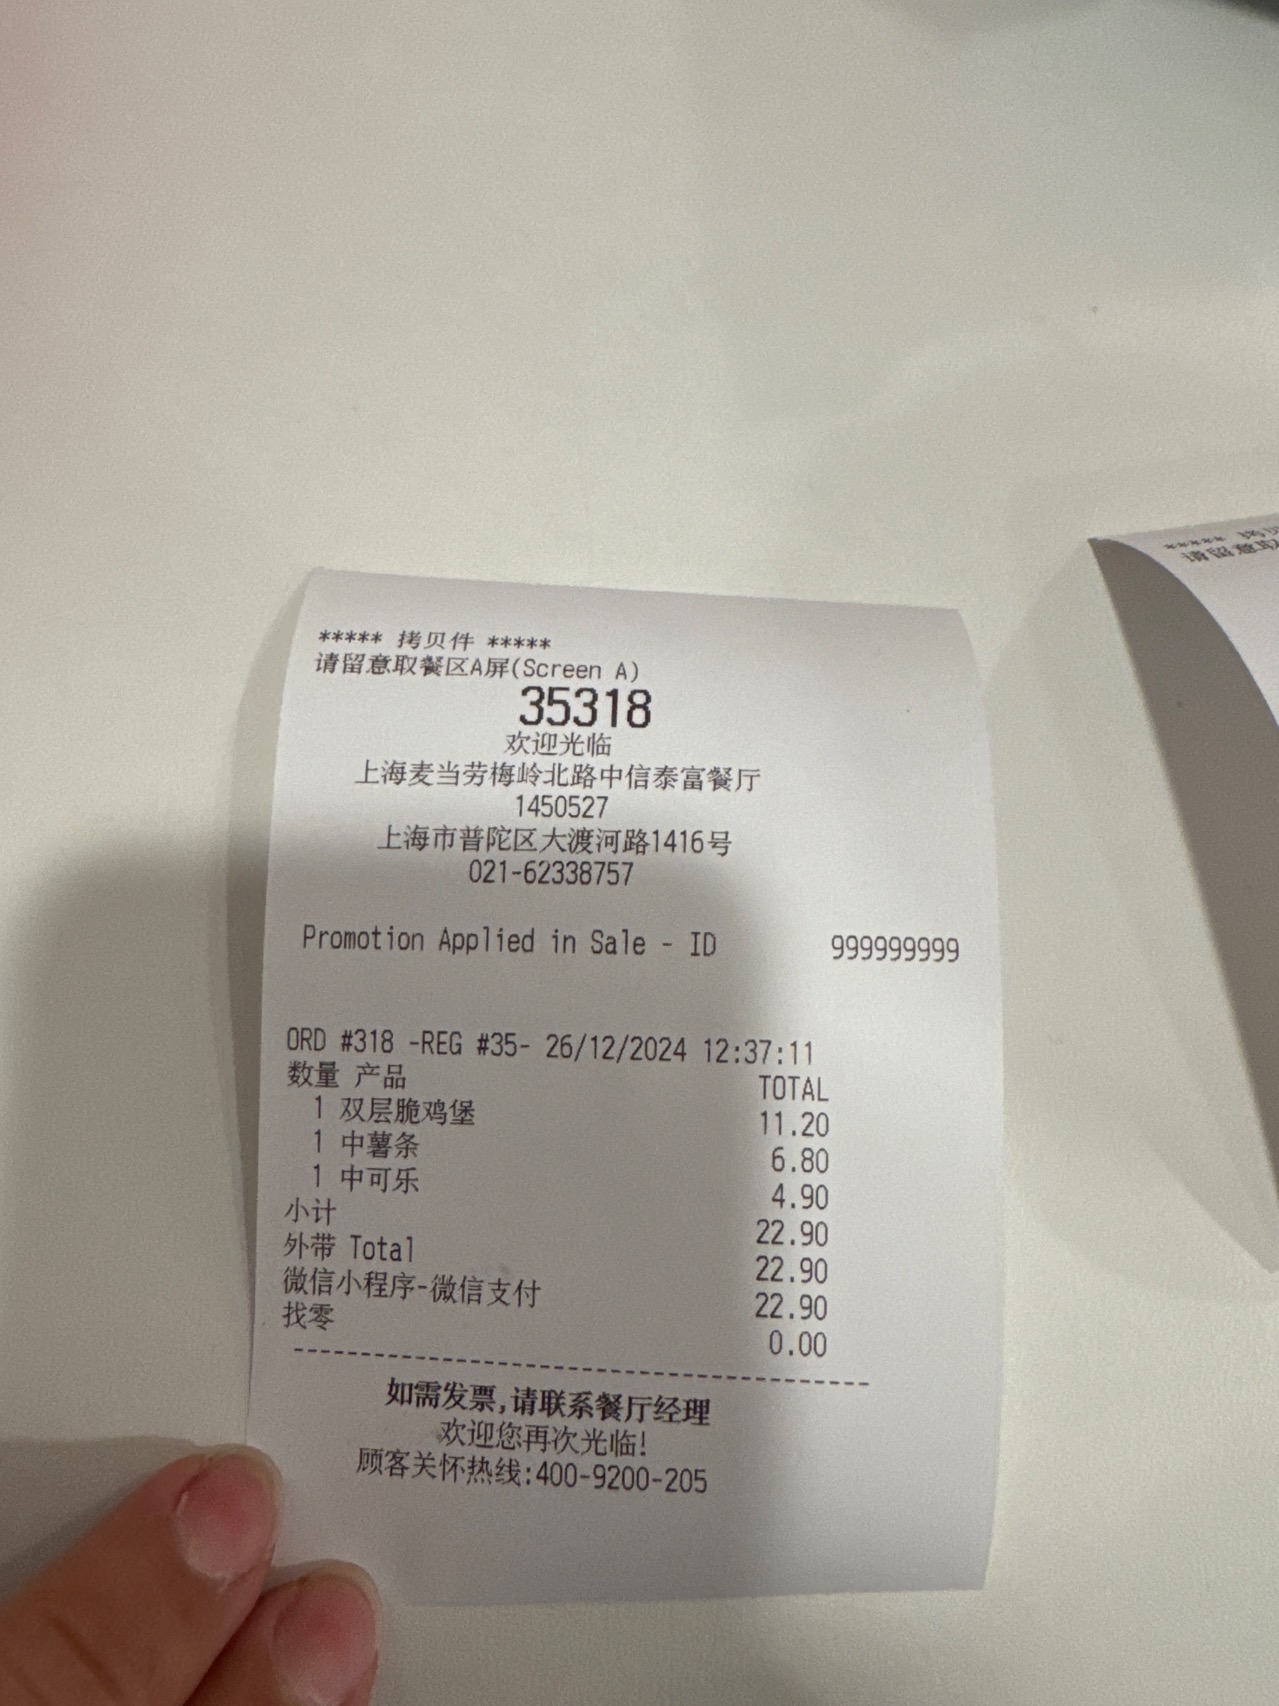 ***** 拷贝件 *****
请留意取餐区A屏(Screen A)
35318
欢迎光临
上海麦当劳梅岭北路中信泰富餐厅
1450527
上海市普陀区大渡河路1416号
021-62338757
Promotion Applied in Sale - ID 999999999
ORD #318 -REG #35- 26/12/2024 12:37:11
数量 产品 TOTAL
1 双层脆鸡堡 11.20
1 中薯条 6.80
1 中可乐 4.90
小计 22.90
外带 Total 22.90
微信小程序-微信支付 22.90
找零 0.00
--------------------------------------------
如需发票,请联系餐厅经理
欢迎您再次光临!
顾客关怀热线:400-9200-205
***** 拷贝
请留意取